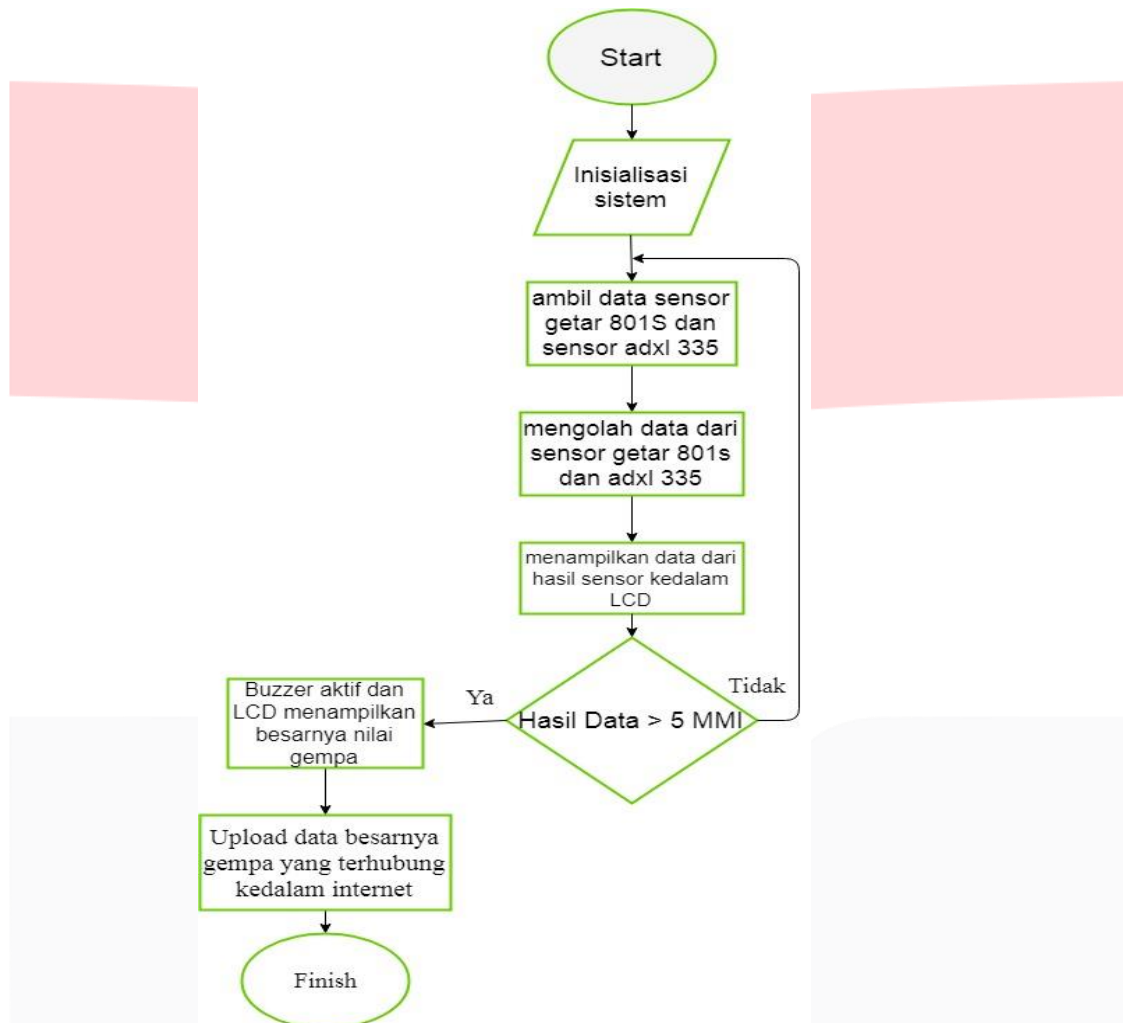 Start
Inisialisasi
sistem
ambil data sensor
getar 801S dan
sensor adxl 335
mengolah data dari
sensor getar 801s
dan adxl 335
menampilkan data dari
hasil sensor kedalam
LCD
Hasil Data > 5 MMI
Tidak
Ya
Buzzer aktif dan
LCD menampilkan
besarnya nilai
gempa
Upload data besarnya
gempa yang terhubung
kedalam internet
Finish